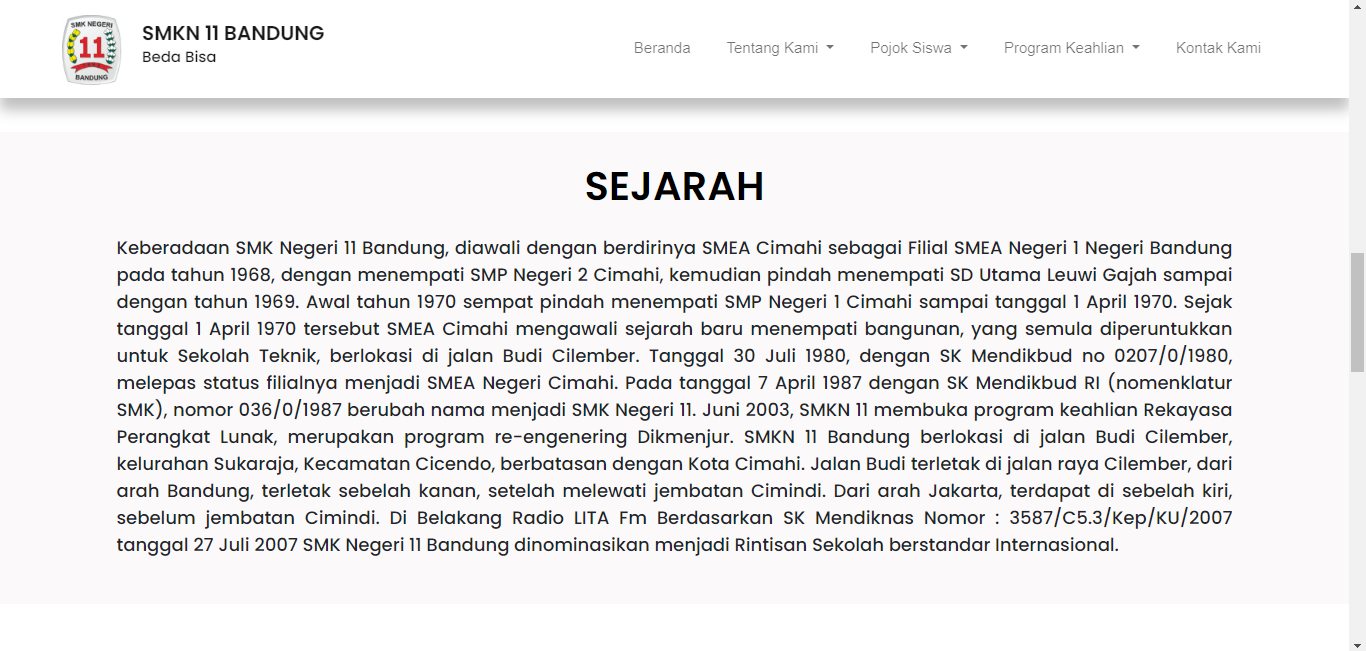 SMK NEGERI
11
BANDUNG
SMKN 11 BANDUNG
Beda Bisa
Beranda
Tentang Kami
Pojok Siswa
Program Keahlian
Kontak Kami
SEJARAH
Keberadaan SMK Negeri 11 Bandung, diawali dengan berdirinya SMEA Cimahi sebagai Filial SMEA Negeri 1 Negeri Bandung
pada tahun 1968, dengan menempati SMP Negeri 2 Cimahi, kemudian pindah menempati SD Utama Leuwi Gajah sampai
dengan tahun 1969. Awal tahun 1970 sempat pindah menempati SMP Negeri 1 Cimahi sampai tanggal 1 April 1970. Sejak
tanggal 1 April 1970 tersebut SMEA Cimahi mengawali sejarah baru menempati bangunan, yang semula diperuntukkan
untuk Sekolah Teknik, berlokasi di jalan Budi Cilember. Tanggal 30 Juli 1980, dengan SK Mendikbud no 0207/0/1980,
melepas status filialnya menjadi SMEA Negeri Cimahi. Pada tanggal 7 April 1987 dengan SK Mendikbud RI (nomenklatur
SMK), nomor 036/0/1987 berubah nama menjadi SMK Negeri 11. Juni 2003, SMKN 11 membuka program keahlian Rekayasa
Perangkat Lunak, merupakan program re-engenering Dikmenjur. SMKN 11 Bandung berlokasi di jalan Budi Cilember,
kelurahan Sukaraja, Kecamatan Cicendo, berbatasan dengan Kota Cimahi. Jalan Budi terletak di jalan raya Cilember, dari
arah Bandung, terletak sebelah kanan, setelah melewati jembatan Cimindi. Dari arah Jakarta, terdapat di sebelah kiri,
sebelum jembatan Cimindi. Di Belakang Radio LITA Fm Berdasarkan SK Mendiknas Nomor : 3587/C5.3/Kep/KU/2007
tanggal 27 Juli 2007 SMK Negeri 11 Bandung dinominasikan menjadi Rintisan Sekolah berstandar Internasional.